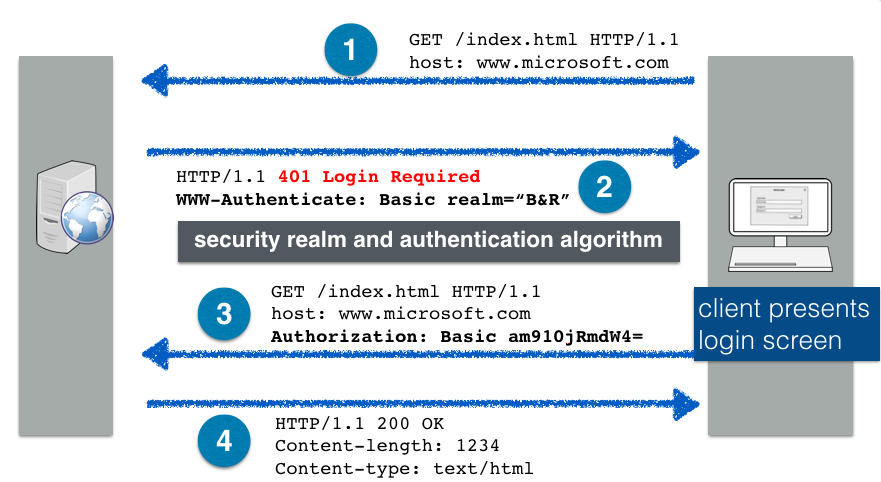 1
GET /index.html HTTP/1.1
host: www.microsoft.com
HTTP/1.1 401 Login Required
WWW-Authenticate: Basic realm=“B&R”
2
security realm and authentication algorithm
3
GET /index.html HTTP/1.1
host: www.microsoft.com
Authorization: Basic am910jRmdW4=
client presents
login screen
4
HTTP/1.1 200 OK
Content-length: 1234
Content-type: text/html